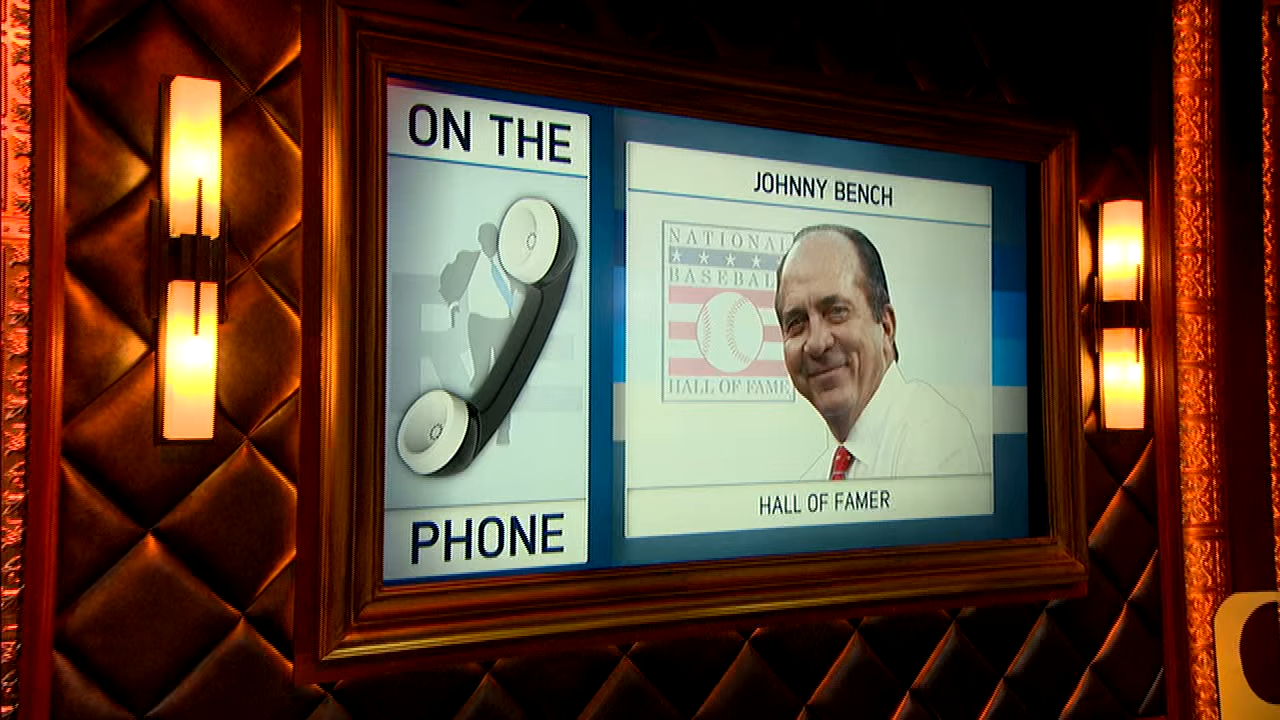 ON THE
PHONE
JOHNNY BENCH
NATIONAL
BASEBALL
HALL OF FAME
HALL OF FAMER